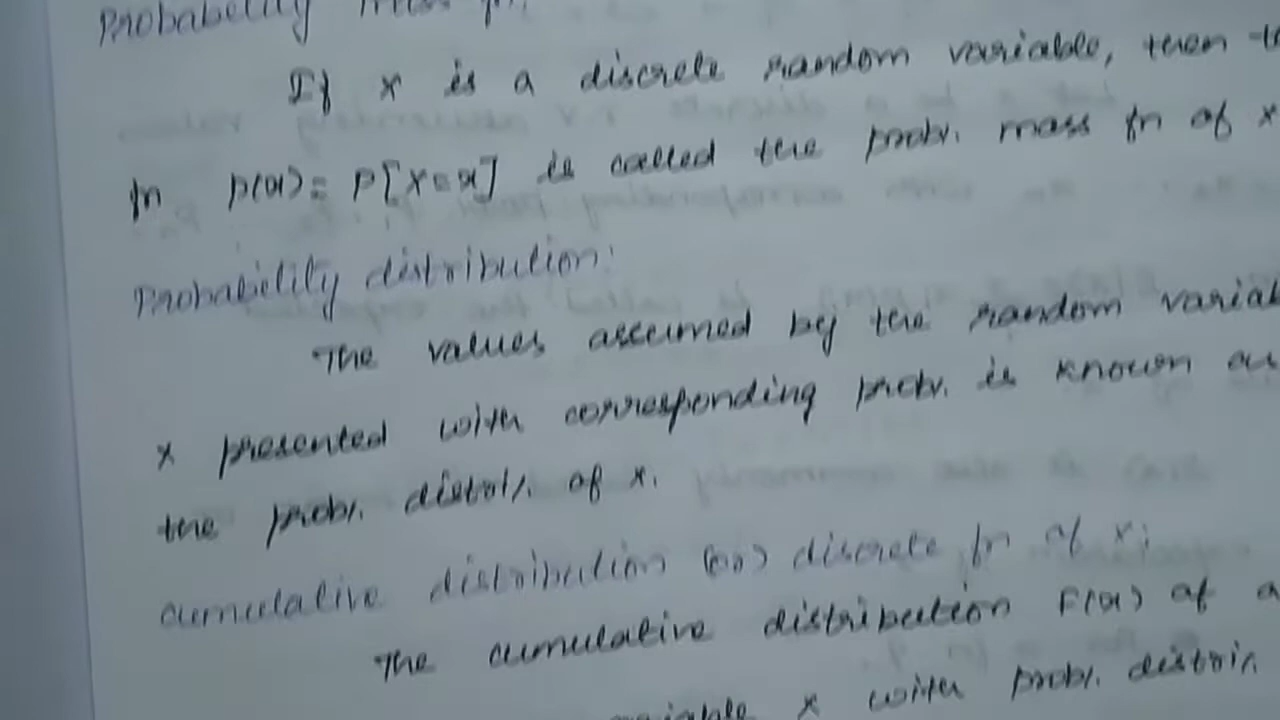 Probability mass fn.
If x is a discrete random variable, then
fn p(x) = P[X=x] is called the prob. mass fn of x
Probability distribution:
The values assumed by the random
x presented with corresponding prob. is known as
the prob. distri. of x.
cumulative distribution (or) discrete fn of x:
The cumulative distribution F(x) of a
x with prob. distri.